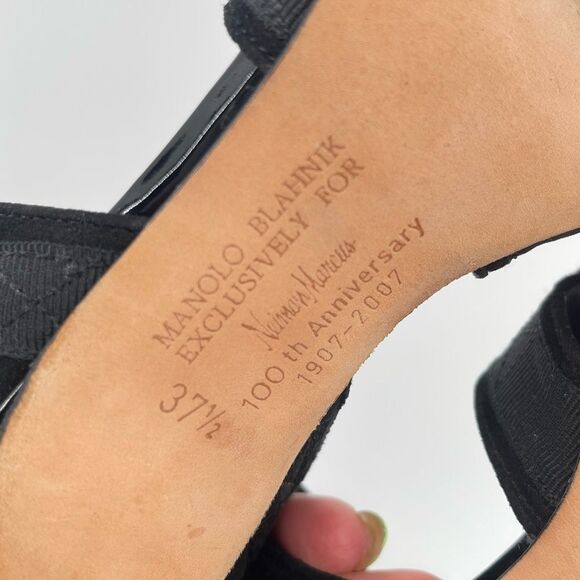 MANOLO BLAHNIK
EXCLUSIVELY FOR
Neiman Marcus
100 th Anniversary
1907-2007
37½